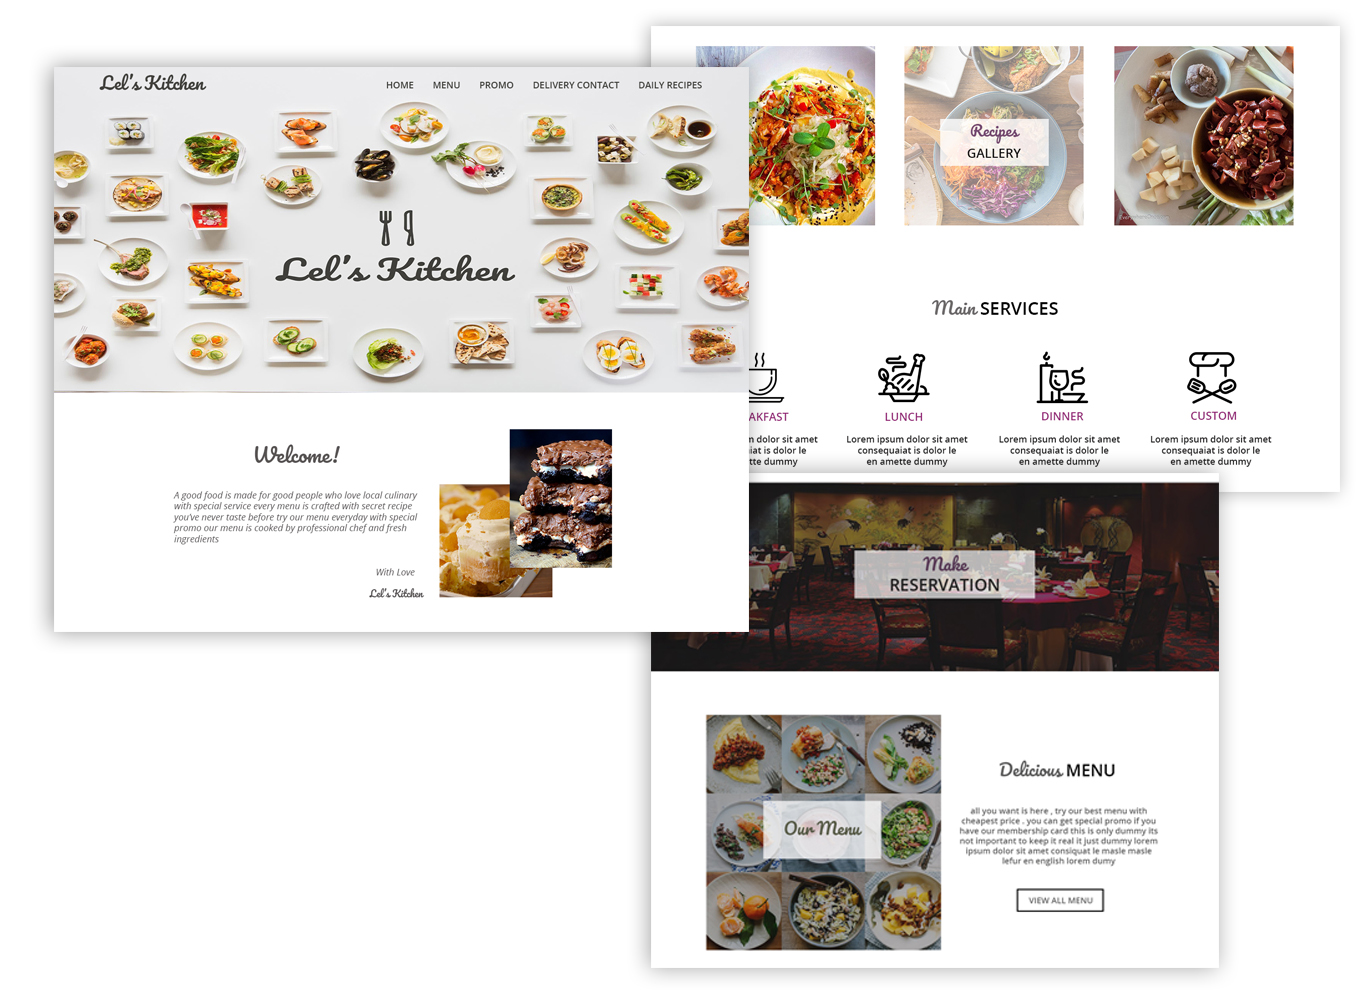 Lel's Kitchen
HOME MENU PROMO DELIVERY CONTACT DAILY RECIPES
Lel's Kitchen
Welcome!
A good food is made for good people who love local culinary
with special service every menu is crafted with secret recipe
you've never taste before try our menu everyday with special
promo our menu is cooked by professional chef and fresh
ingredients
With Love
Lel's Kitchen
Recipes
GALLERY
Main SERVICES
AKFAST
m dolor sit amet
iat is dolor le
tte dummy
LUNCH
Lorem ipsum dolor sit amet
consequaiat is dolor le
en amette dummy
DINNER
Lorem ipsum dolor sit amet
consequaiat is dolor le
en amette dummy
CUSTOM
Lorem ipsum dolor sit amet
consequaiat is dolor le
en amette dummy
Make
RESERVATION
Our Menu
Delicious MENU
all you want is here , try our best menu with
cheapest price . you can get special promo if you
have our membership card this is only dummy its
not important to keep it real it just dummy lorem
ipsum dolor sit amet consiquat le masle masle
lefur en english lorem dumy
VIEW ALL MENU